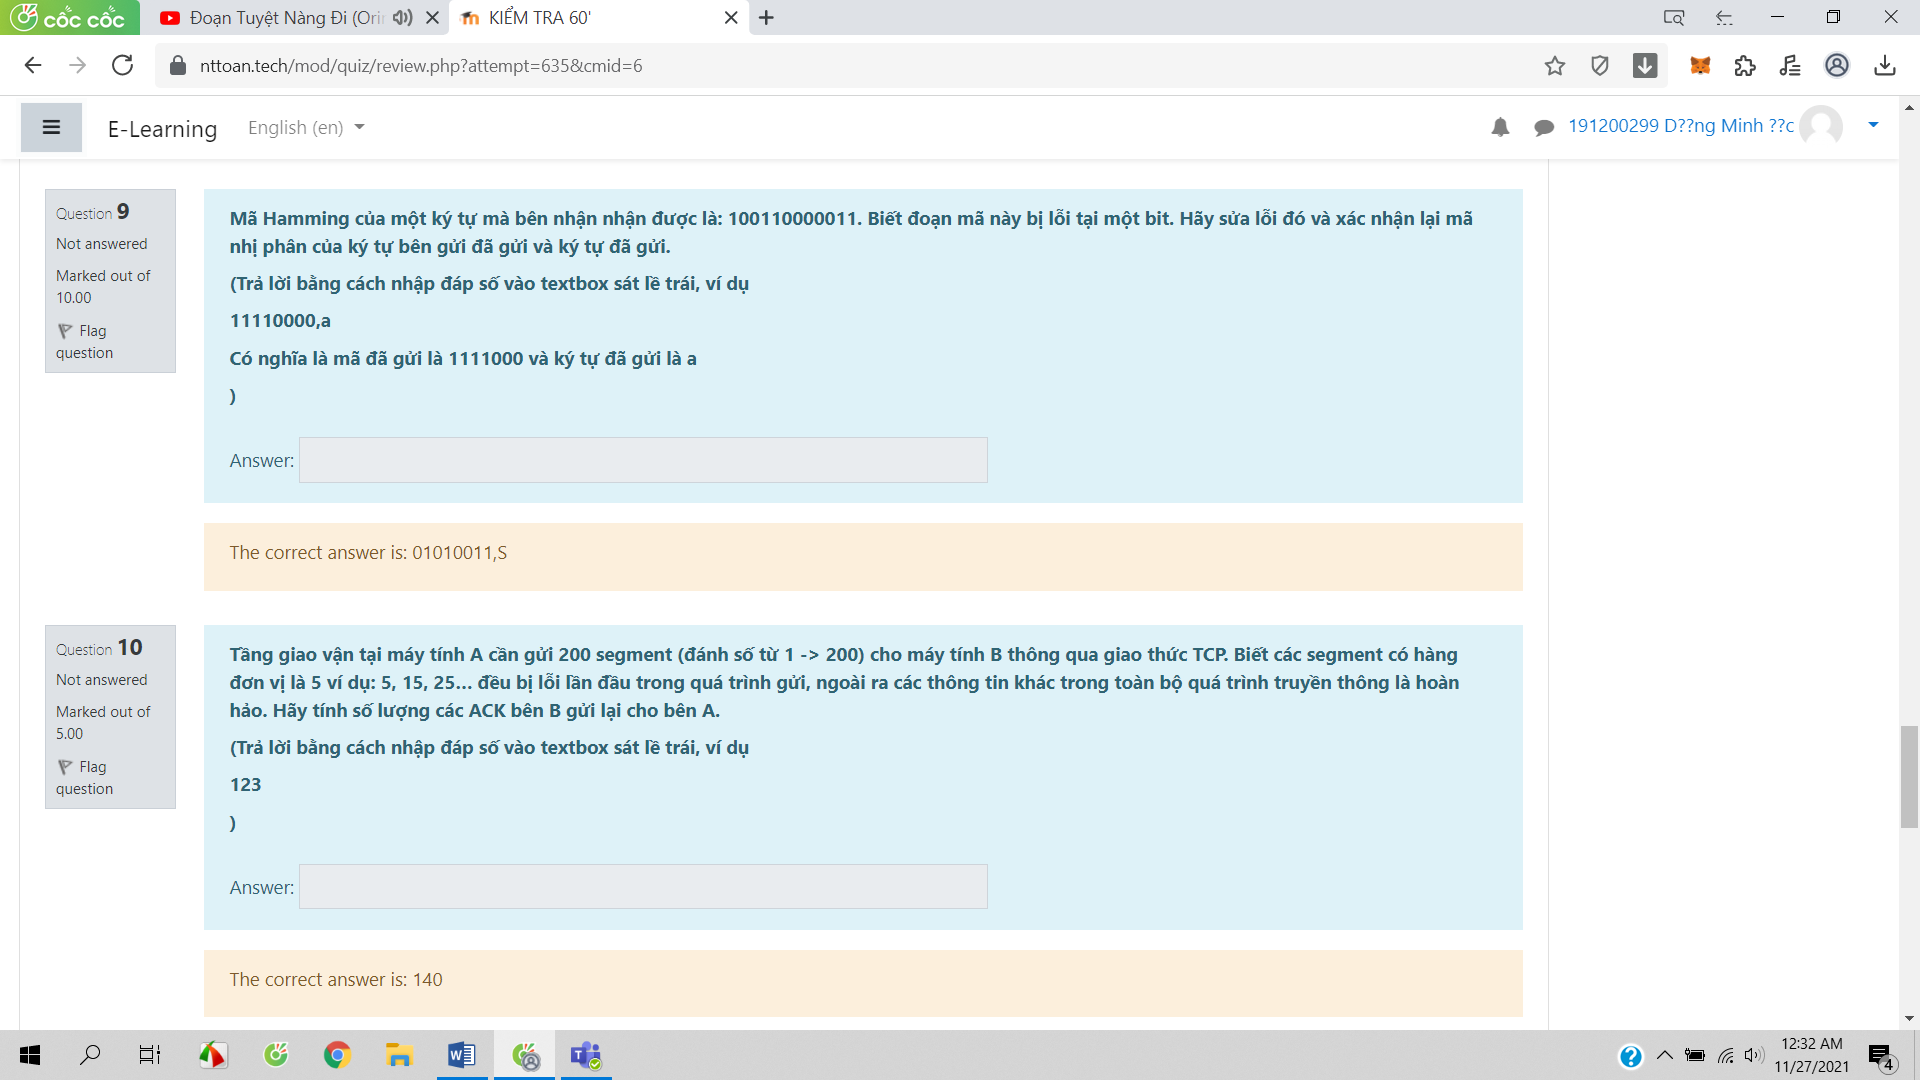 cốc cốc
Đoạn Tuyệt Nàng Đi (Ori
KIỂM TRA 60'
nttoan.tech/mod/quiz/review.php?attempt=635&cmid=6
E-Learning
English (en)
191200299 D??ng Minh ??c
Question 9
Not answered
Marked out of
10.00
Flag
question
Mã Hamming của một ký tự mà bên nhận nhận được là: 100110000011. Biết đoạn mã này bị lỗi tại một bit. Hãy sửa lỗi đó và xác nhận lại mã
nhị phân của ký tự bên gửi đã gửi và ký tự đã gửi.
(Trả lời bằng cách nhập đáp số vào textbox sát lề trái, ví dụ
11110000,a
Có nghĩa là mã đã gửi là 1111000 và ký tự đã gửi là a
)
Answer:
The correct answer is: 01010011,S
Question 10
Not answered
Marked out of
5.00
Flag
question
Tầng giao vận tại máy tính A cần gửi 200 segment (đánh số từ 1 -> 200) cho máy tính B thông qua giao thức TCP. Biết các segment có hàng
đơn vị là 5 ví dụ: 5, 15, 25... đều bị lỗi lần đầu trong quá trình gửi, ngoài ra các thông tin khác trong toàn bộ quá trình truyền thông là hoàn
hảo. Hãy tính số lượng các ACK bên B gửi lại cho bên A.
(Trả lời bằng cách nhập đáp số vào textbox sát lề trái, ví dụ
123
)
Answer:
The correct answer is: 140
12:32 AM
11/27/2021
4